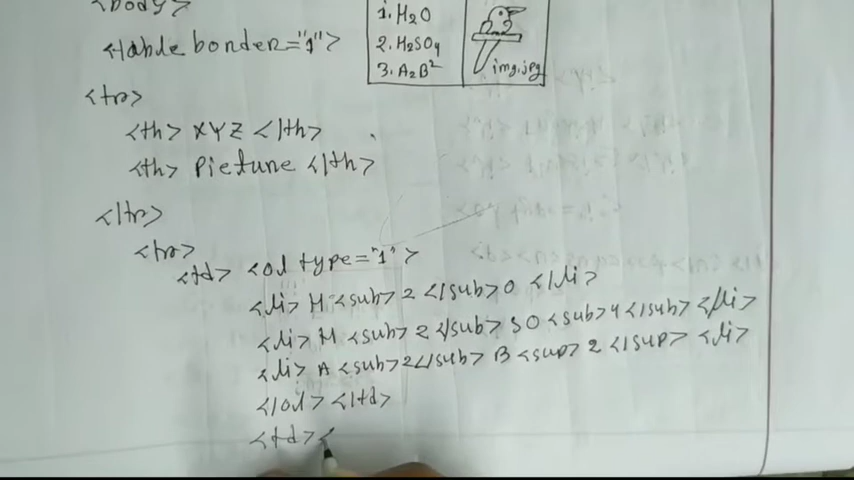 <body>
<table border="1">
1. H₂O
2. H₂SO₄
3. A₂B²
img.jpg
<tr>
<th> XYZ </th>
<th> Picture </th>
</tr>
<tr>
<td> <ol type="1">
<li> H <sub> 2 </sub> O </li>
<li> H <sub> 2 </sub> SO <sub> 4 </sub> </li>
<li> A <sub> 2 </sub> B <sup> 2 </sup> <li>
</ol> </td>
<td> <